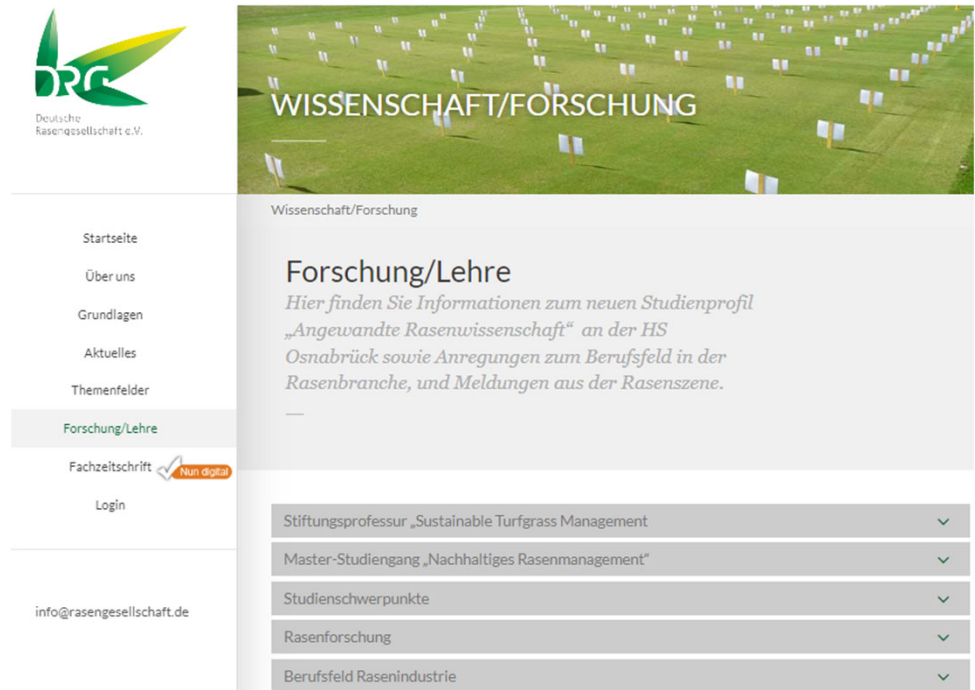 DRG
Deutsche
Rasengesellschaft e.V.
WISSENSCHAFT/FORSCHUNG
Startseite
Über uns
Grundlagen
Aktuelles
Themenfelder
Forschung/Lehre
Fachzeitschrift
Nun digital
Login
info@rasengesellschaft.de
Wissenschaft/Forschung
Forschung/Lehre
Hier finden Sie Informationen zum neuen Studienprofil
„Angewandte Rasenwissenschaft“ an der HS
Osnabrück sowie Anregungen zum Berufsfeld in der
Rasenbranche, und Meldungen aus der Rasenszene.
Stiftungsprofessur „Sustainable Turfgrass Management
Master-Studiengang „Nachhaltiges Rasenmanagement“
Studienschwerpunkte
Rasenforschung
Berufsfeld Rasenindustrie